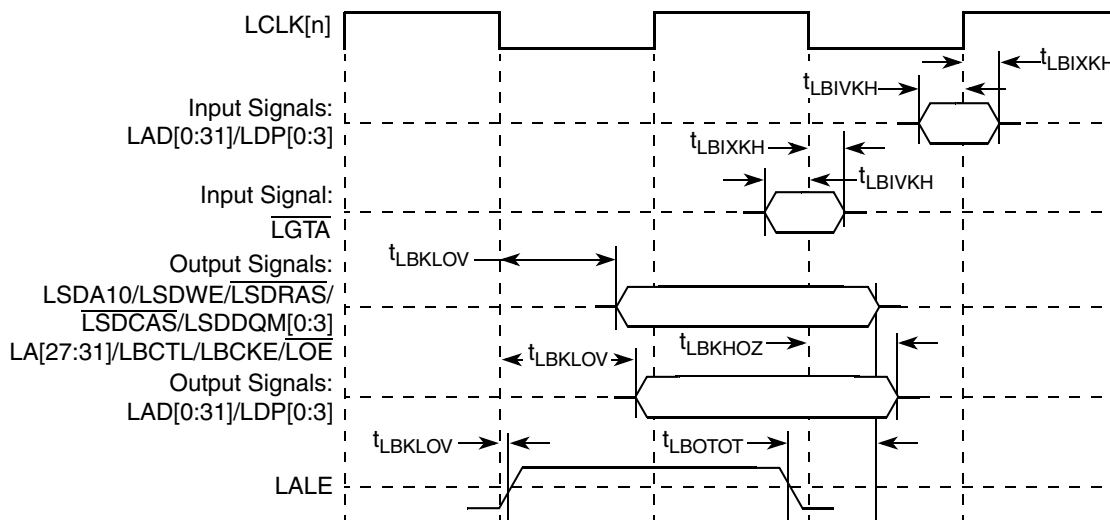 LCLK[n]
tLBIXKH
tLBIVKH
Input Signals:
LAD[0:31]/LDP[0:3]
tLBIXKH
tLBIVKH
Input Signal:
LGTA
tLBKLOV
Output Signals:
LSDA10/LSDWE/LSDRAS/
LSDCAS/LSDDQM[0:3]
LA[27:31]/LBCTL/LBCKE/LOE
tLBKHOZ
tLBKLOV
Output Signals:
LAD[0:31]/LDP[0:3]
tLBKLOV
tLBOTOT
LALE